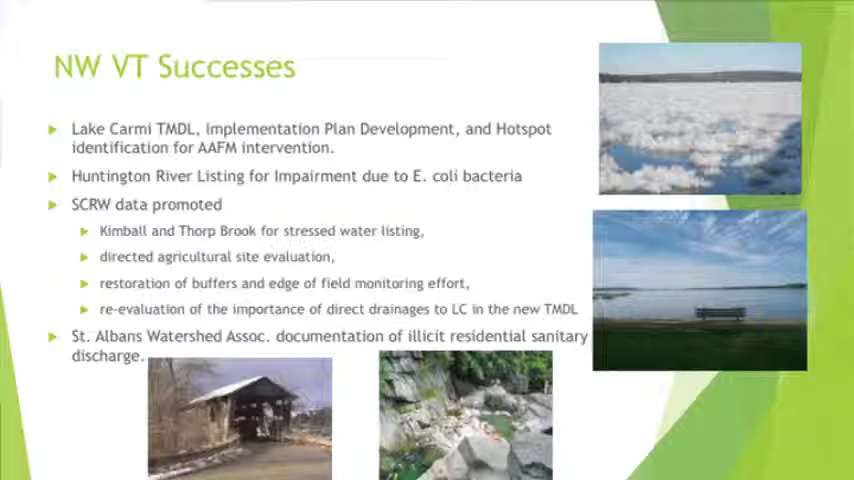 NW VT Successes
Lake Carmi TMDL, Implementation Plan Development, and Hotspot
identification for AAFM intervention.
Huntington River Listing for Impairment due to E. coli bacteria
SCRW data promoted
Kimball and Thorp Brook for stressed water listing,
directed agricultural site evaluation,
restoration of buffers and edge of field monitoring effort,
re-evaluation of the importance of direct drainages to LC in the new TMDL
St. Albans Watershed Assoc. documentation of illicit residential sanitary
discharge.